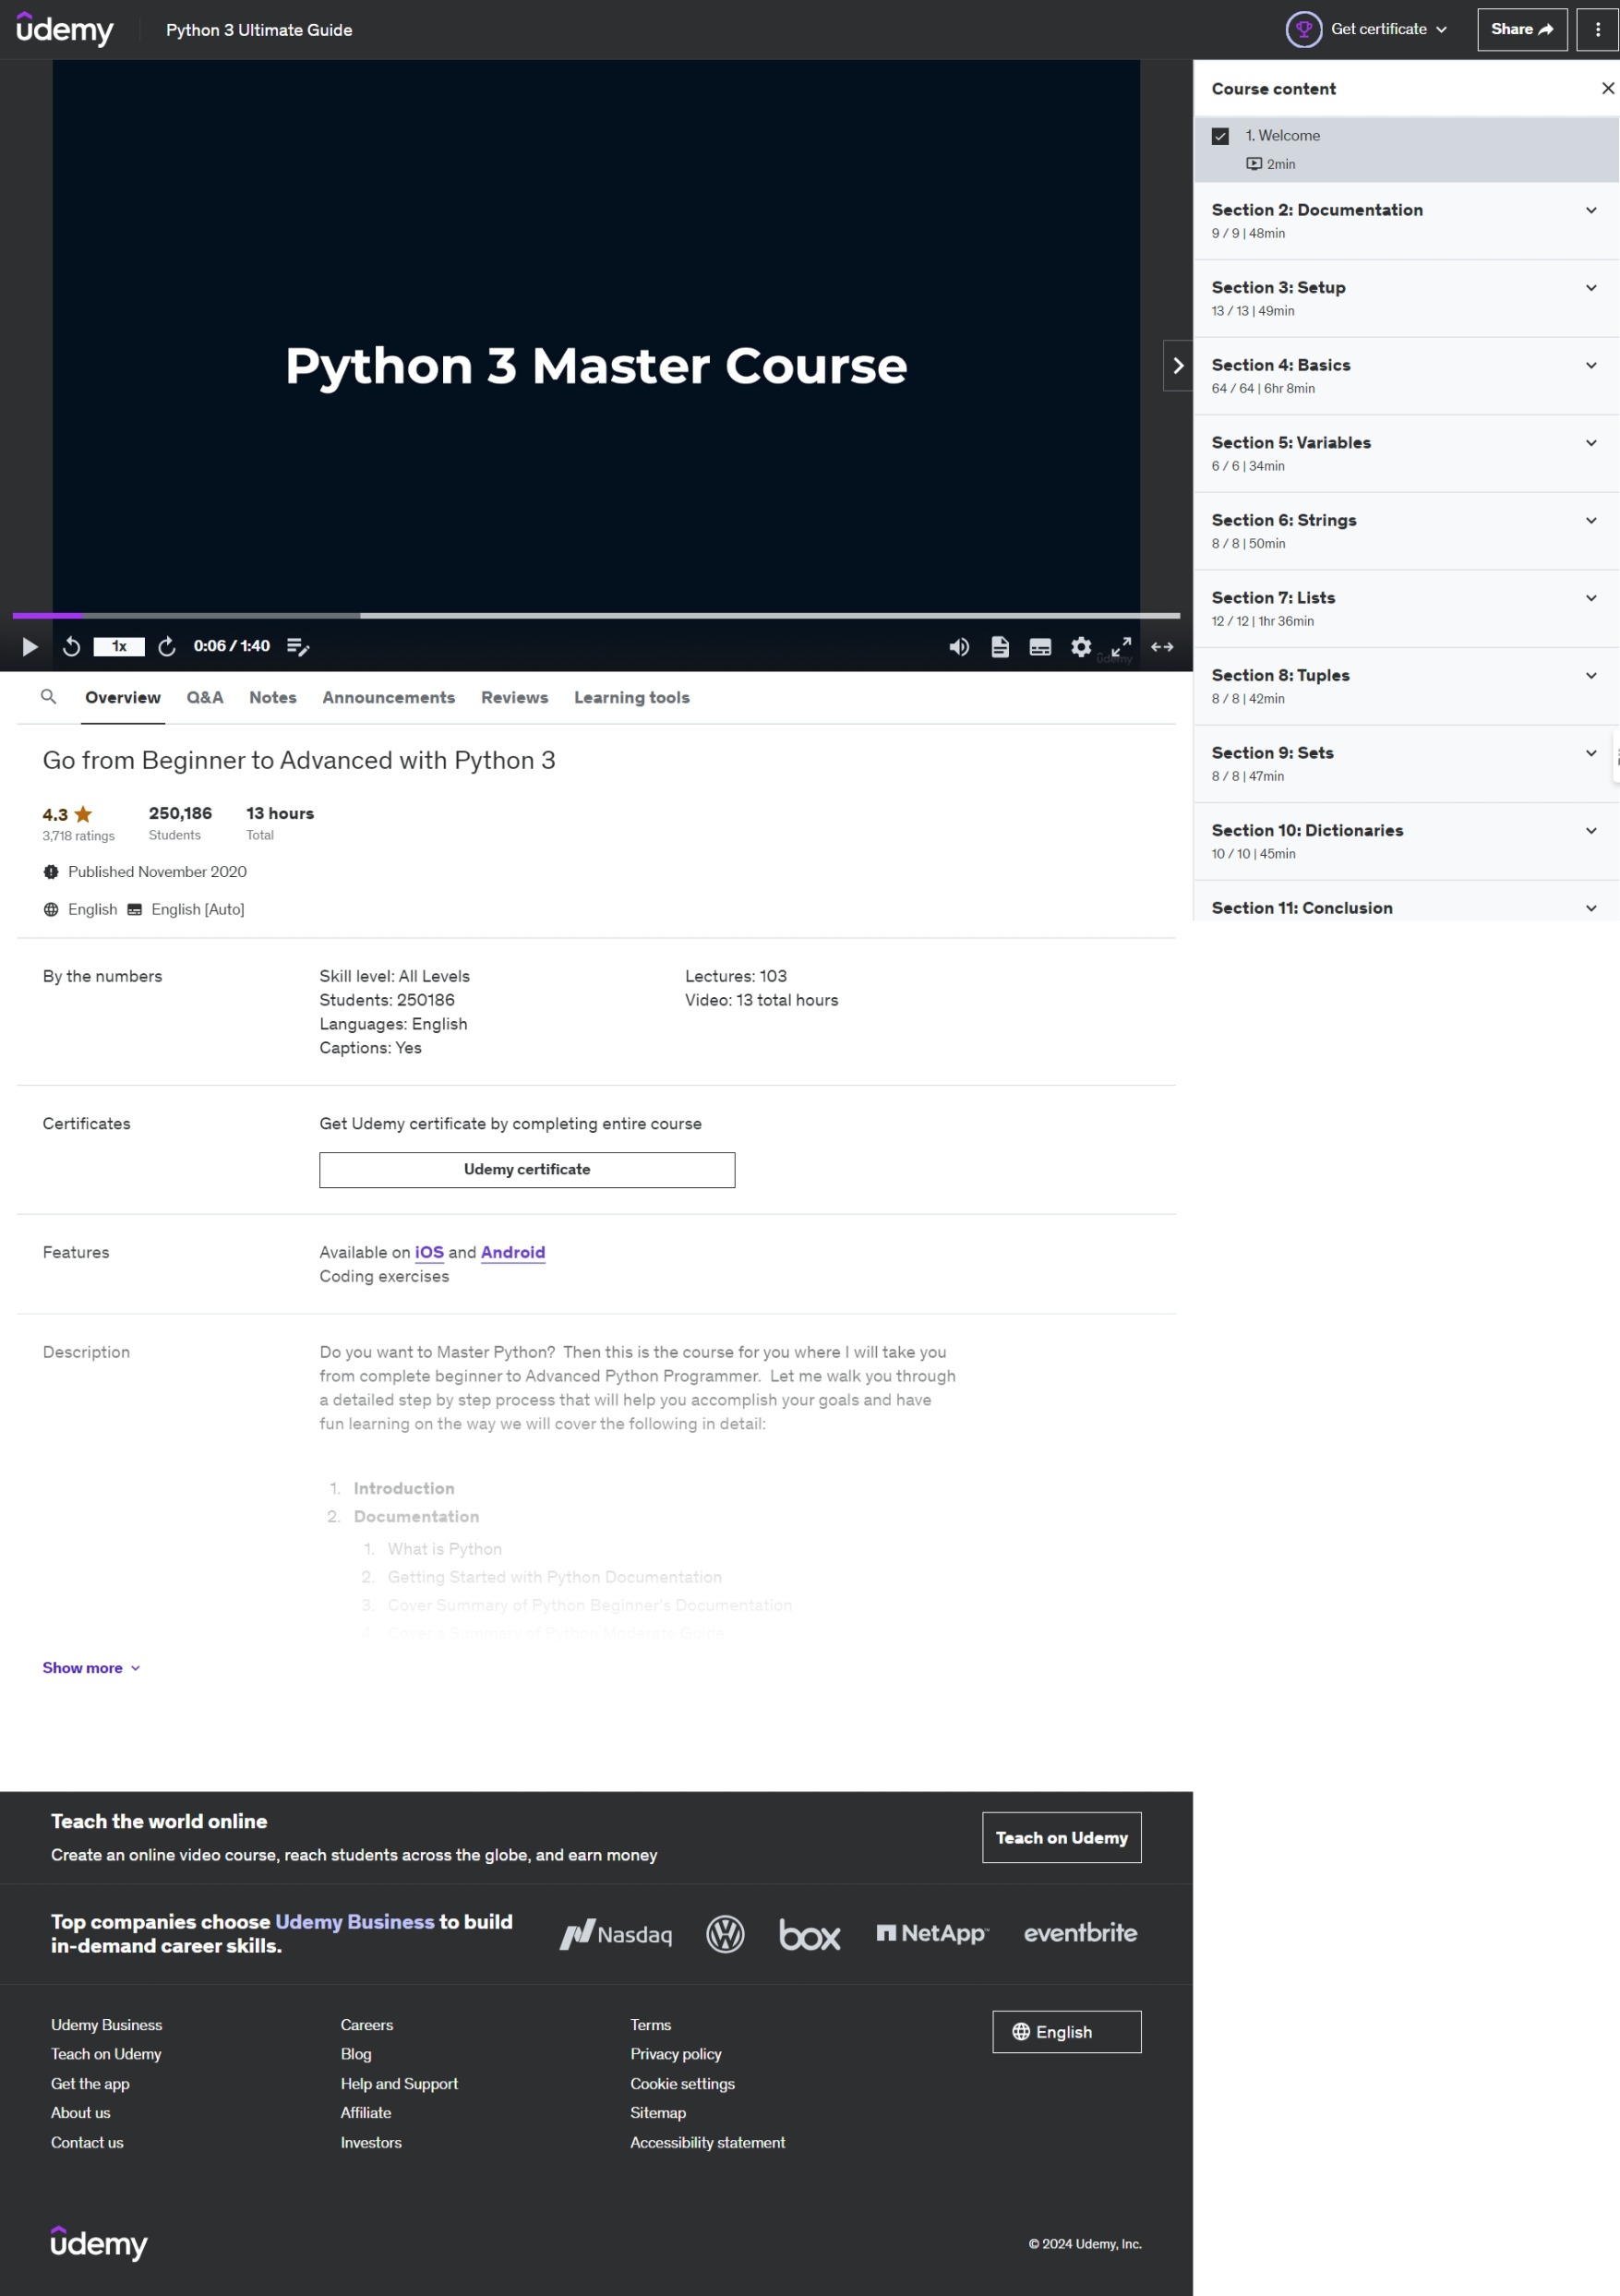 udemy
Python 3 Ultimate Guide
Get certificate
Share
Python 3 Master Course
1x
0:06 / 1:40
udemy
Course content
1. Welcome
2min
Section 2: Documentation
9 / 9 | 48min
Section 3: Setup
13 / 13 | 49min
Section 4: Basics
64 / 64 | 6hr 8min
Section 5: Variables
6 / 6 | 34min
Section 6: Strings
8 / 8 | 50min
Section 7: Lists
12 / 12 | 1hr 36min
Section 8: Tuples
8 / 8 | 42min
Section 9: Sets
8 / 8 | 47min
Section 10: Dictionaries
10 / 10 | 45min
Section 11: Conclusion
Overview Q&A Notes Announcements Reviews Learning tools
Go from Beginner to Advanced with Python 3
4.3 250,186 13 hours
3,718 ratings Students Total
Published November 2020
English English [Auto]
By the numbers
Skill level: All Levels
Students: 250186
Languages: English
Captions: Yes
Lectures: 103
Video: 13 total hours
Certificates
Get Udemy certificate by completing entire course
Udemy certificate
Features
Available on iOS and Android
Coding exercises
Description
Do you want to Master Python? Then this is the course for you where I will take you
from complete beginner to Advanced Python Programmer. Let me walk you through
a detailed step by step process that will help you accomplish your goals and have
fun learning on the way we will cover the following in detail:
1. Introduction
2. Documentation
1. What is Python
2. Getting Started with Python Documentation
3. Cover Summary of Python Beginner's Documentation
4. Cover a Summary of Python Moderate Guide
Show more
Teach the world online
Create an online video course, reach students across the globe, and earn money
Teach on Udemy
Top companies choose Udemy Business to build
in-demand career skills.
Nasdaq
box
NetApp
eventbrite
Udemy Business
Teach on Udemy
Get the app
About us
Contact us
Careers
Blog
Help and Support
Affiliate
Investors
Terms
Privacy policy
Cookie settings
Sitemap
Accessibility statement
English
udemy
© 2024 Udemy, Inc.